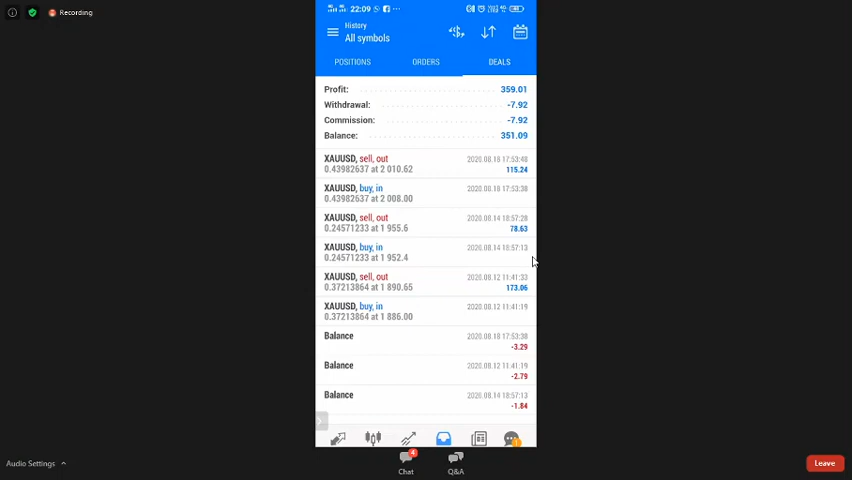 Recording
22:09
History
All symbols
POSITIONS ORDERS DEALS
Profit: 359.01
Withdrawal: -7.92
Commission: -7.92
Balance: 351.09
XAUUSD, sell, out 2020.08.18 17:53:48
0.43982637 at 2 010.62 115.24
XAUUSD, buy, in 2020.08.18 17:53:38
0.43982637 at 2 008.00
XAUUSD, sell, out 2020.08.14 18:57:28
0.24571233 at 1 955.6 78.63
XAUUSD, buy, in 2020.08.14 18:57:13
0.24571233 at 1 952.4
XAUUSD, sell, out 2020.08.12 11:41:33
0.37213864 at 1 890.65 173.06
XAUUSD, buy, in 2020.08.12 11:41:19
0.37213864 at 1 886.00
Balance 2020.08.18 17:53:38
-3.29
Balance 2020.08.12 11:41:19
-2.79
Balance 2020.08.14 18:57:13
-1.84
4
Audio Settings Chat Q&A Leave